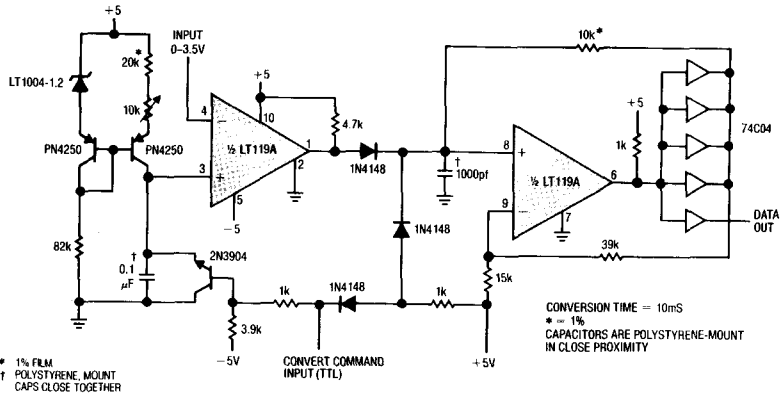 +5
20k*
LT1004-1.2
10k
PN4250
PN4250
82k
† 0.1 µF
2N3904
3.9k
-5V
INPUT
0-3.5V
4
-
+5
10
½ LT119A
3
+
5
-5
1
2
4.7k
1N4148
1N4148
1k
1N4148
1k
CONVERT COMMAND
INPUT (TTL)
10k*
†
1000pf
8
+
½ LT119A
9
-
7
6
15k
+5V
39k
+5
1k
74C04
DATA
OUT
CONVERSION TIME = 10mS
* = 1%
CAPACITORS ARE POLYSTYRENE-MOUNT
IN CLOSE PROXIMITY
* 1% FILM
† POLYSTYRENE, MOUNT
CAPS CLOSE TOGETHER